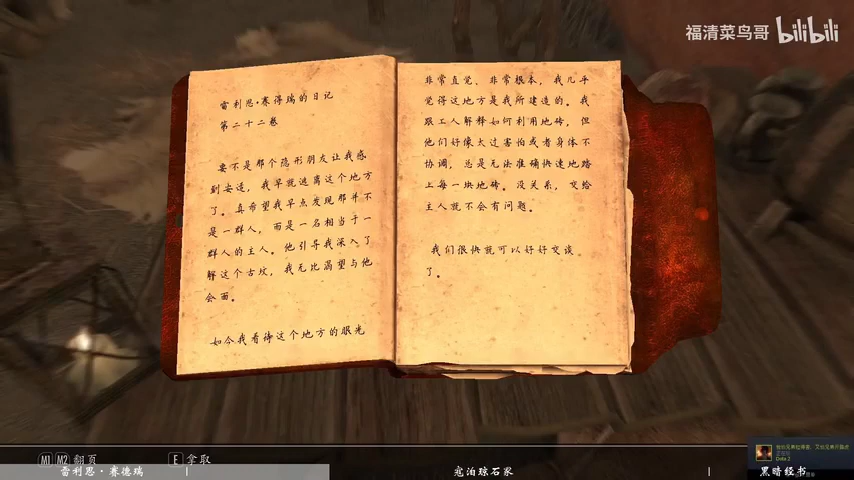 福清菜鸟哥 bilibili
雷利恩·赛得瑞的日记
第二十二卷
要不是那个隐形朋友让我感
到安适，我早就逃离这个地方
了。真希望我早点发现那并不
是一群人，而是一名相当于一
群人的主人。他引导我深入了
解这个古坟，我无比渴望与他
会面。
如今我看待这个地方的眼光
非常直觉、非常根本，我几乎
觉得这地方是我所建造的。我
跟工人解释如何利用地砖，但
他们好像太过害怕或者身体不
协调，总是无法准确快速地踏
上每一块地砖。没关系，交给
主人就不会有问题。
我们很快就可以好好交谈
了。
M1 M2 翻页
E 拿取
雷利恩·赛德瑞
寇泊琼石冢
黑暗经书
Dota 2